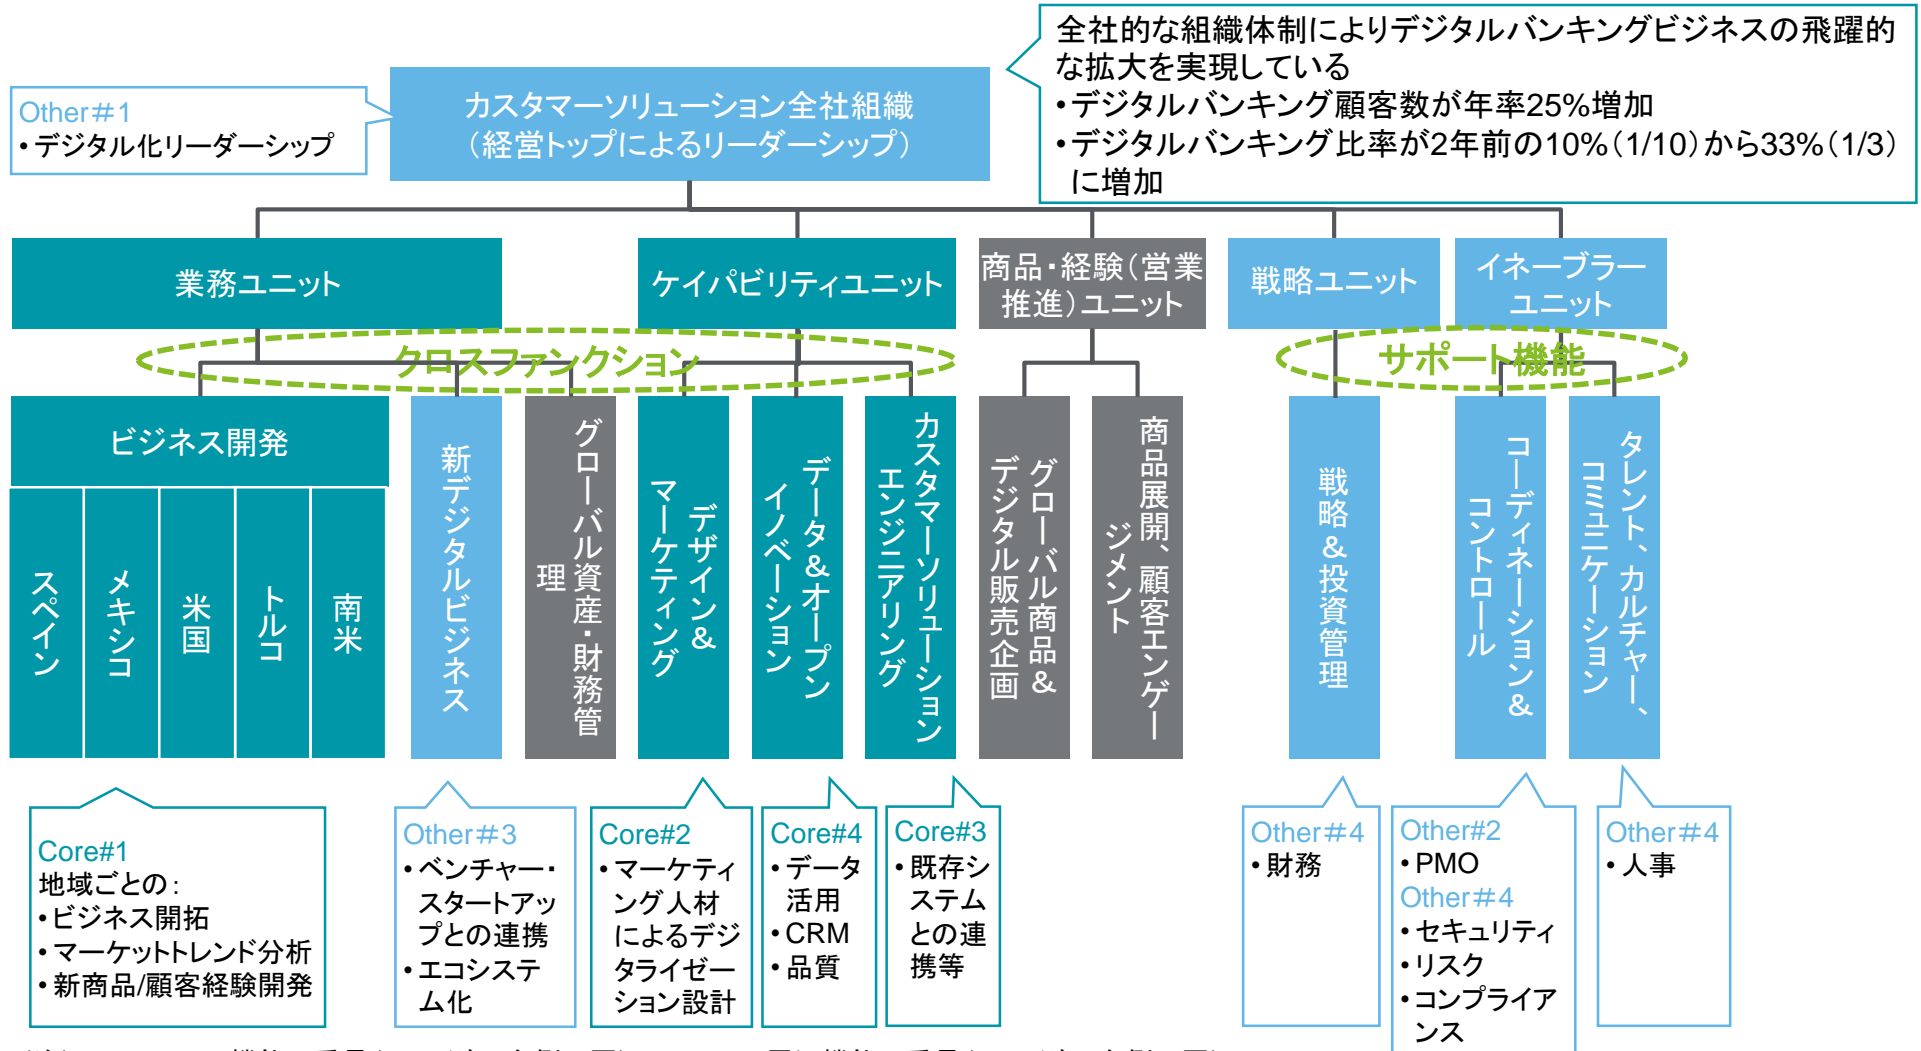 全社的な組織体制によりデジタルバンキングビジネスの飛躍的
な拡大を実現している
•デジタルバンキング顧客数が年率25%増加
•デジタルバンキング比率が2年前の10%(1/10)から33%(1/3)
に増加
Other#1
•デジタル化リーダーシップ
カスタマーソリューション全社組織
(経営トップによるリーダーシップ)
業務ユニット
ケイパビリティユニット
商品・経験(営業
推進)ユニット
戦略ユニット
イネーブラー
ユニット
クロスファンクション
サポート機能
ビジネス開発
スペイン
メキシコ
米国
トルコ
南米
新デジタルビジネス
グローバル資産・財務管
理
デザイン&
マーケティング
データ&オープン
イノベーション
カスタマーソリューション
エンジニアリング
グローバル商品&
デジタル販売企画
商品展開、顧客エンゲー
ジメント
戦略&投資管理
コーディネーション&
コントロール
タレント、カルチャー、
コミュニケーション
Core#1
地域ごとの:
•ビジネス開拓
•マーケットトレンド分析
•新商品/顧客経験開発
Other#3
•ベンチャー・
スタートアッ
プとの連携
•エコシステ
ム化
Core#2
•マーケティ
ング人材
によるデジ
タライゼー
ション設計
Core#4
•データ
活用
•CRM
•品質
Core#3
•既存シ
ステム
との連
携等
Other#4
•財務
Other#2
•PMO
Other#4
•セキュリティ
•リスク
•コンプライア
ンス
Other#4
•人事